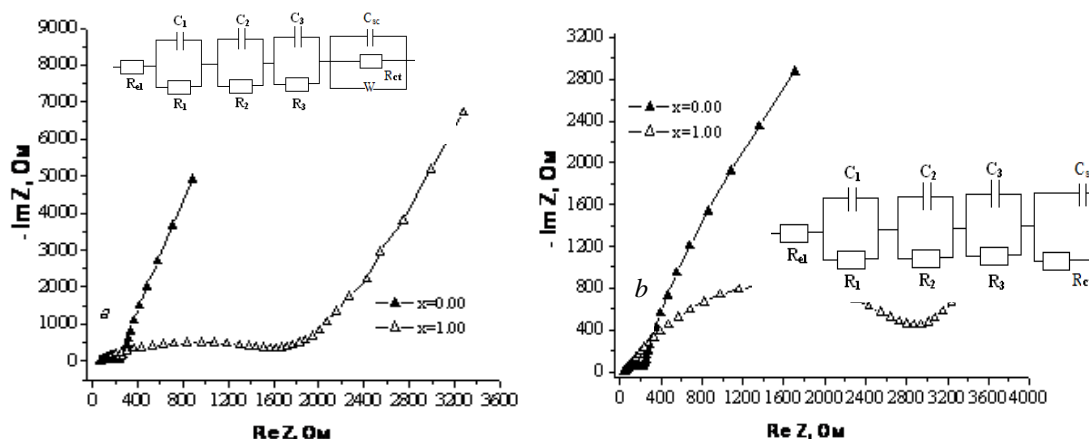 C₁ C₂ C₃ Csc
Rel R₁ R₂ R₃ Rct
W
9000
8000
7000
6000
5000
4000
3000
2000
1000
0
- Im Z, Ом
a
x=0.00
x=1.00
0 400 800 1200 1600 2000 2400 2800 3200 3600
Re Z, Ом
3200
2800
2400
2000
1600
1200
800
400
0
- Im Z, Ом
x=0.00
x=1.00
C₁ C₂ C₃
Rel R₁ R₂ R₃
b
0 400 800 1200 1600 2000 2400 2800 3200 3600 4000
Re Z, Ом